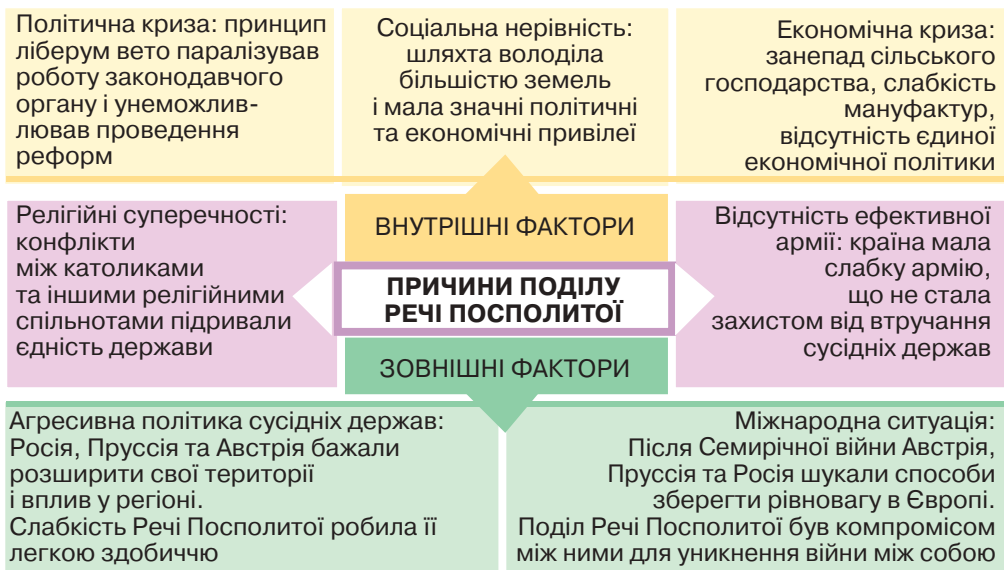 Політична криза: принцип
ліберум вето паралізував
роботу законодавчого
органу і унеможлив-
лював проведення
реформ
Соціальна нерівність:
шляхта володіла
більшістю земель
і мала значні політичні
та економічні привілеї
Економічна криза:
занепад сільського
господарства, слабкість
мануфактур,
відсутність єдиної
економічної політики
ВНУТРІШНІ ФАКТОРИ
Релігійні суперечності:
конфлікти
між католиками
та іншими релігійними
спільнотами підривали
єдність держави
ПРИЧИНИ ПОДІЛУ
РЕЧІ ПОСПОЛИТОЇ
Відсутність ефективної
армії: країна мала
слабку армію,
що не стала
захистом від втручання
сусідніх держав
ЗОВНІШНІ ФАКТОРИ
Агресивна політика сусідніх держав:
Росія, Пруссія та Австрія бажали
розширити свої території
і вплив у регіоні.
Слабкість Речі Посполитої робила її
легкою здобиччю
Міжнародна ситуація:
Після Семирічної війни Австрія,
Пруссія та Росія шукали способи
зберегти рівновагу в Європі.
Поділ Речі Посполитої був компромісом
між ними для уникнення війни між собою